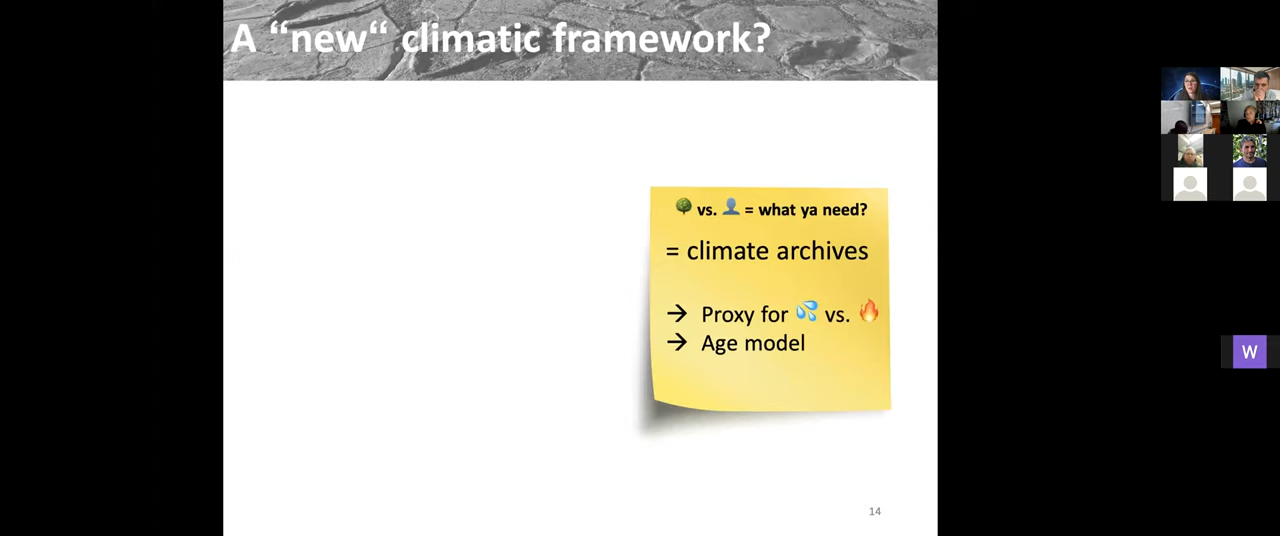 A “new“ climatic framework?
🌳 vs. 👤 = what ya need?
= climate archives
→ Proxy for 💦 vs. 🔥
→ Age model
14
W